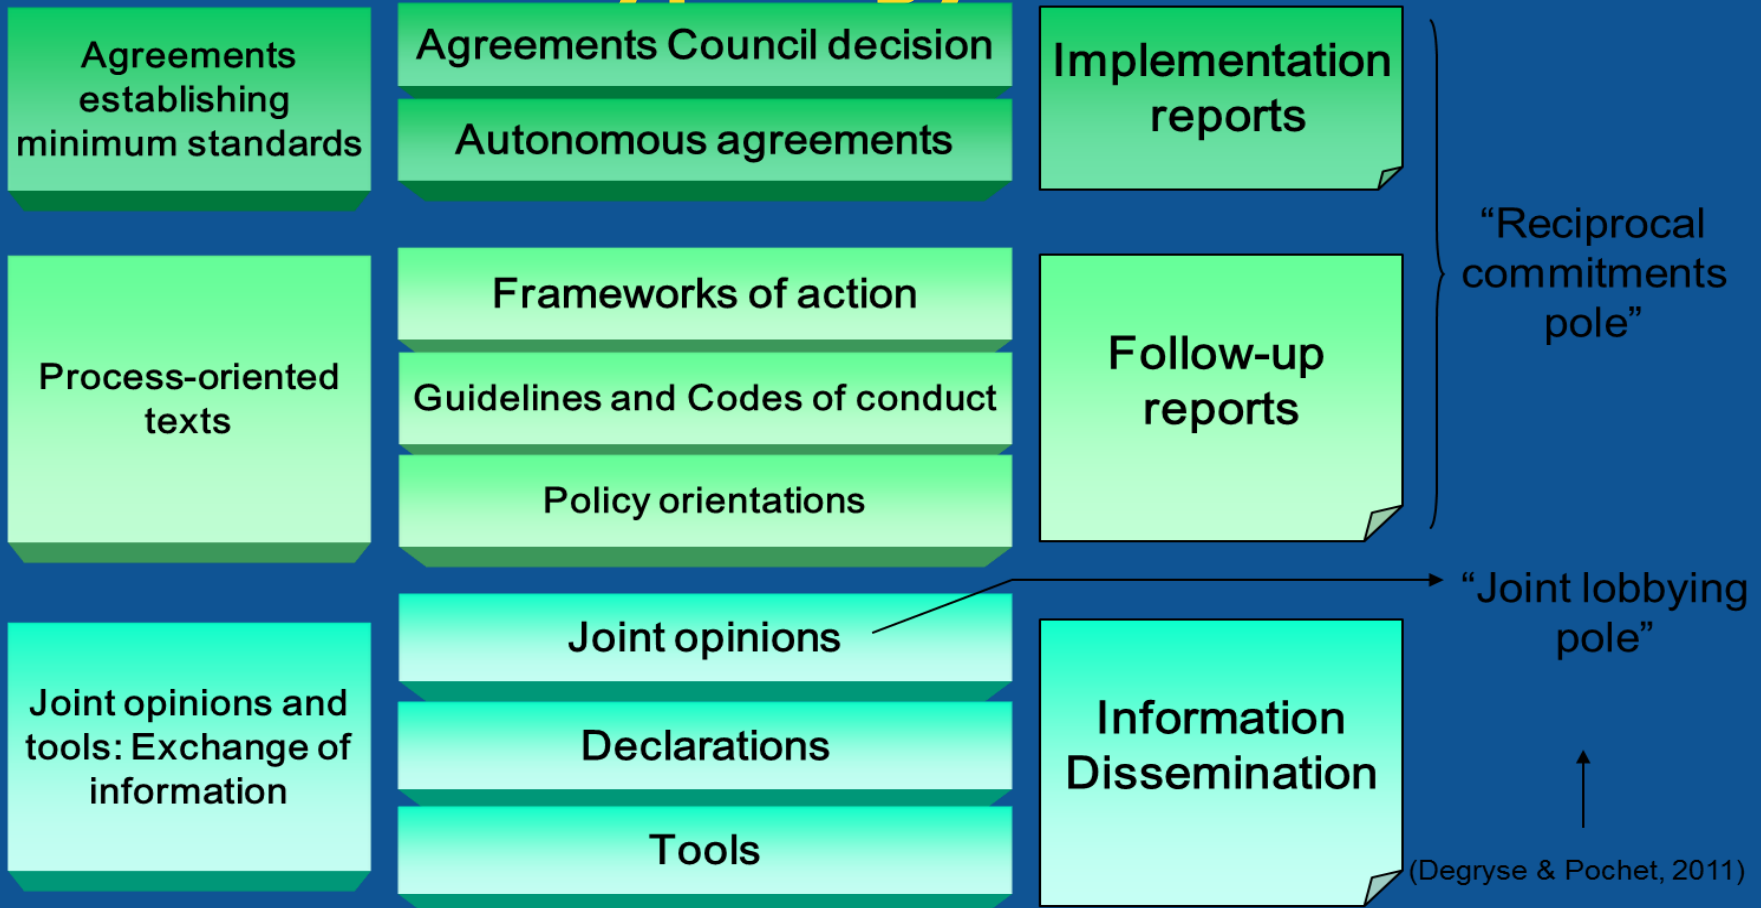 Agreements
establishing
minimum standards
Agreements Council decision
Autonomous agreements
Implementation
reports
“Reciprocal
commitments
pole”
Process-oriented
texts
Frameworks of action
Guidelines and Codes of conduct
Policy orientations
Follow-up
reports
“Joint lobbying
pole”
Joint opinions and
tools: Exchange of
information
Joint opinions
Declarations
Tools
Information
Dissemination
(Degryse & Pochet, 2011)